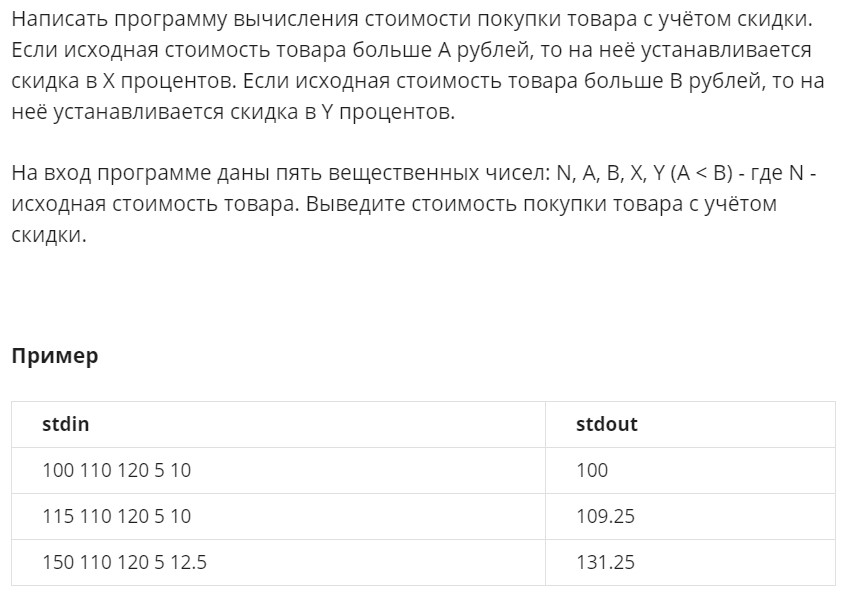 Написать программу вычисления стоимости покупки товара с учётом скидки.
Если исходная стоимость товара больше A рублей, то на неё устанавливается
скидка в X процентов. Если исходная стоимость товара больше B рублей, то на
неё устанавливается скидка в Y процентов.
На вход программе даны пять вещественных чисел: N, A, B, X, Y (A < B) - где N -
исходная стоимость товара. Выведите стоимость покупки товара с учётом
скидки.
Пример
stdin stdout
100 110 120 5 10 100
115 110 120 5 10 109.25
150 110 120 5 12.5 131.25